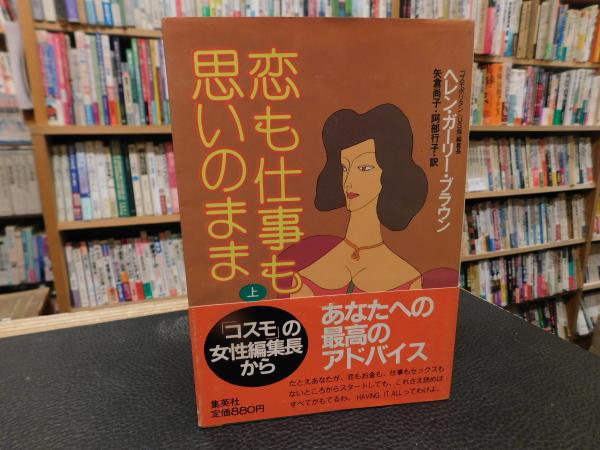 恋も仕事も
思いのまま
上
ヘレン・ガーリー・ブラウン
矢倉尚子・阿部行子・訳
「コスモ」の
女性編集長
から
あなたへの
最高の
アドバイス
たとえあなたが、恋もお金も、仕事もセックスも
ないところからスタートしても、これさえ読めば
すべてがもてるわ。HAVING IT ALLってわけよ。
集英社
定価880円